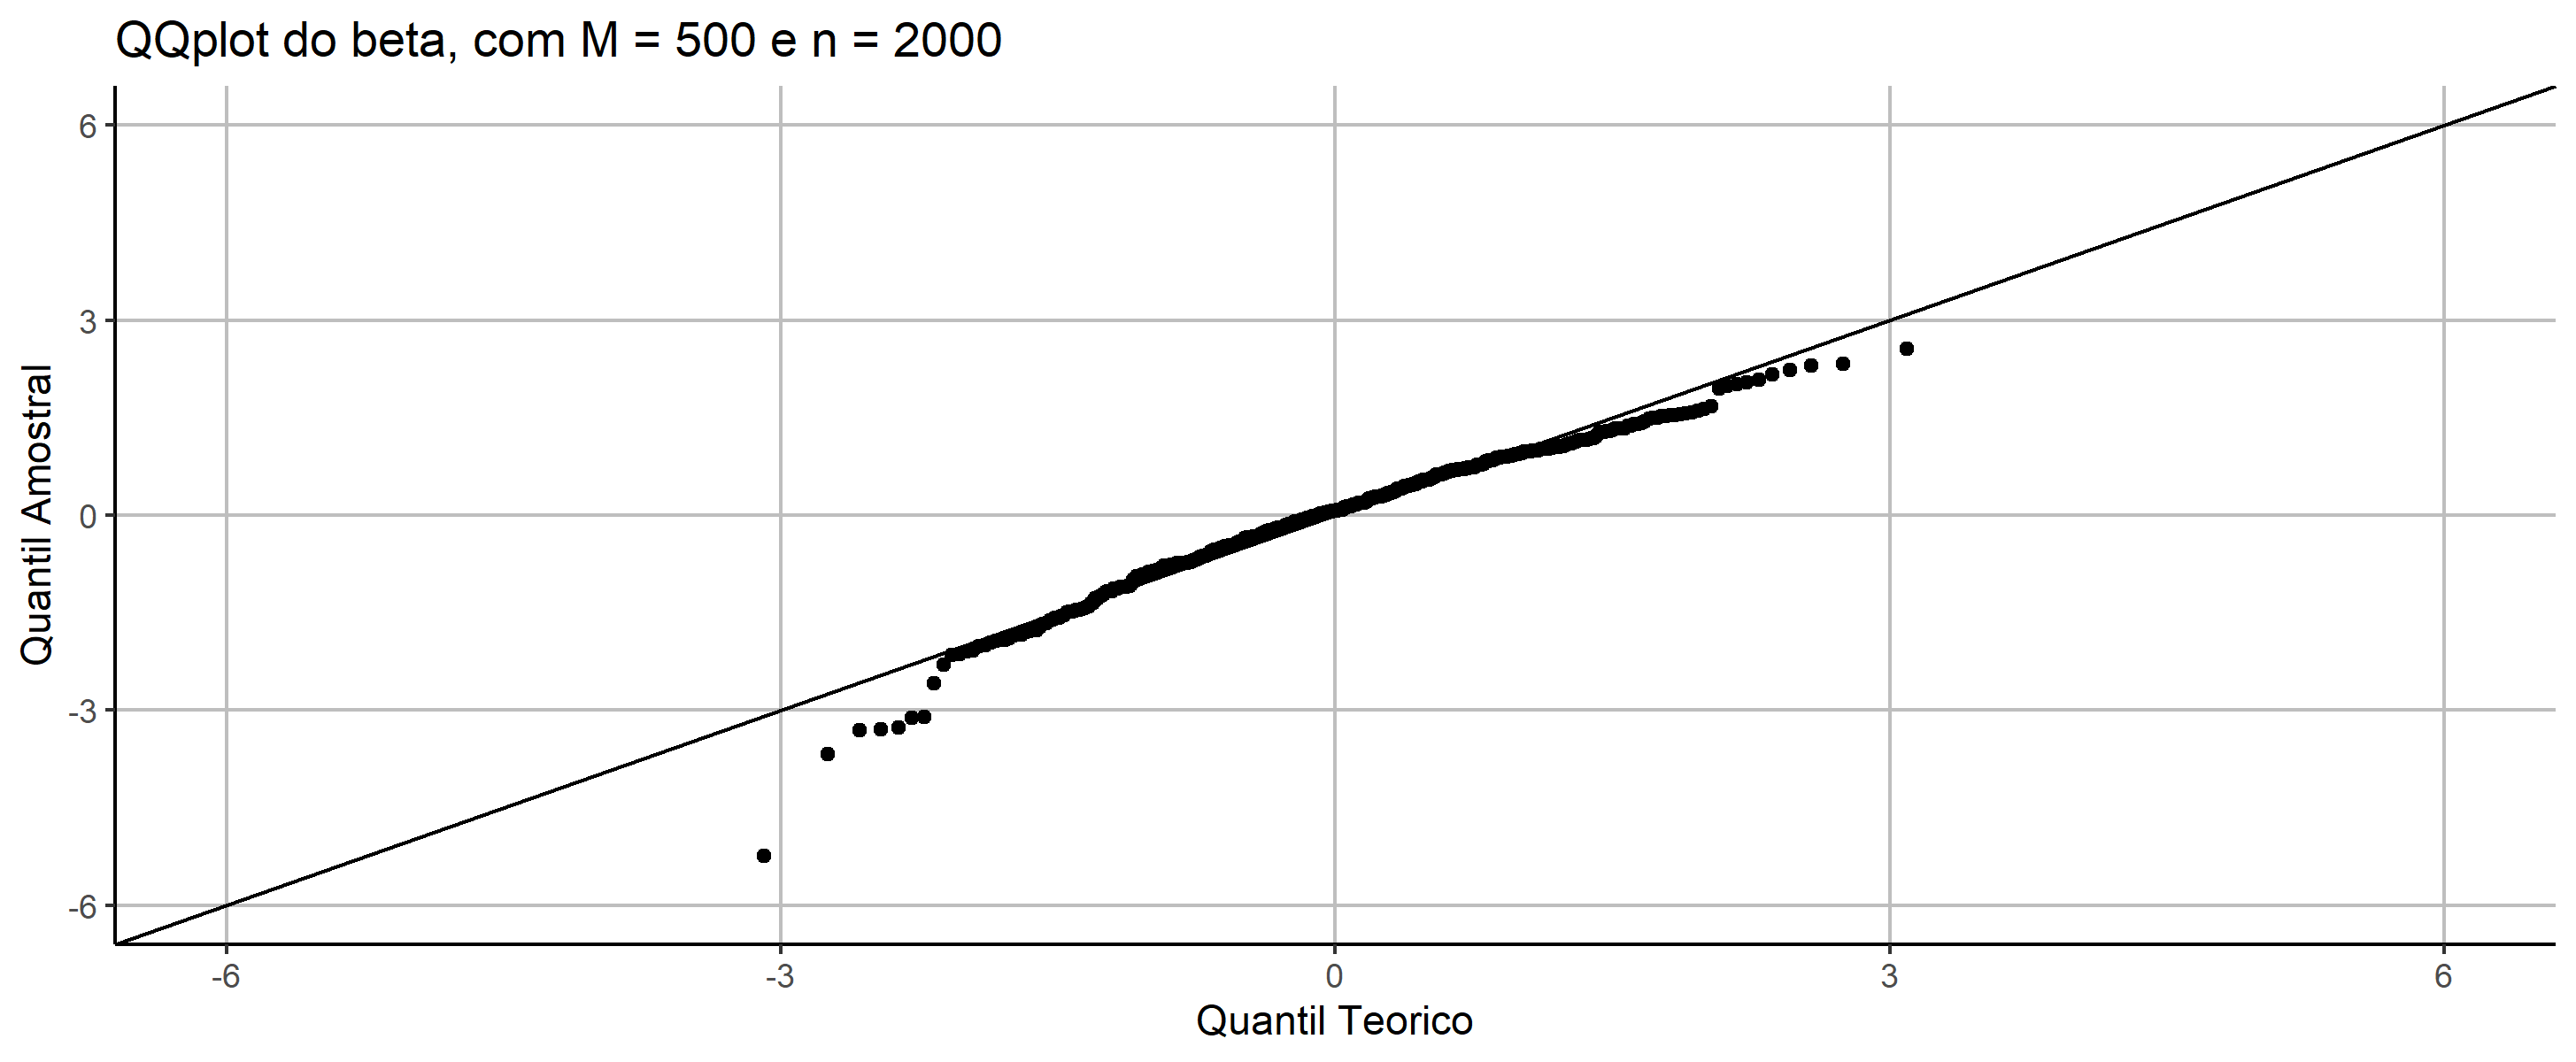 QQplot do beta, com M = 500 e n = 2000
6
3
0
-3
-6
Quantil Amostral
-6 -3 0 3 6
Quantil Teorico